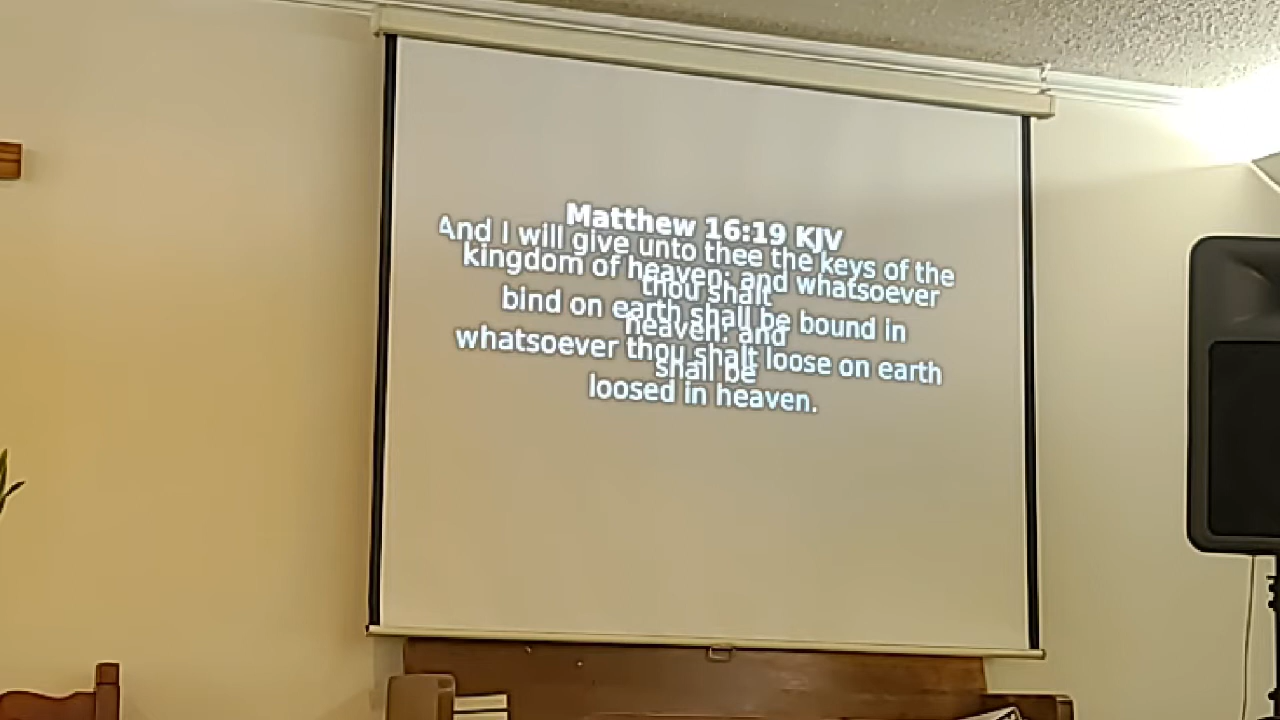 Matthew 16:19 KJV
And I will give unto thee the keys of the
kingdom of heaven: and whatsoever
thou shalt
bind on earth shall be bound in
heaven: and
whatsoever thou shalt loose on earth
shall be
loosed in heaven.